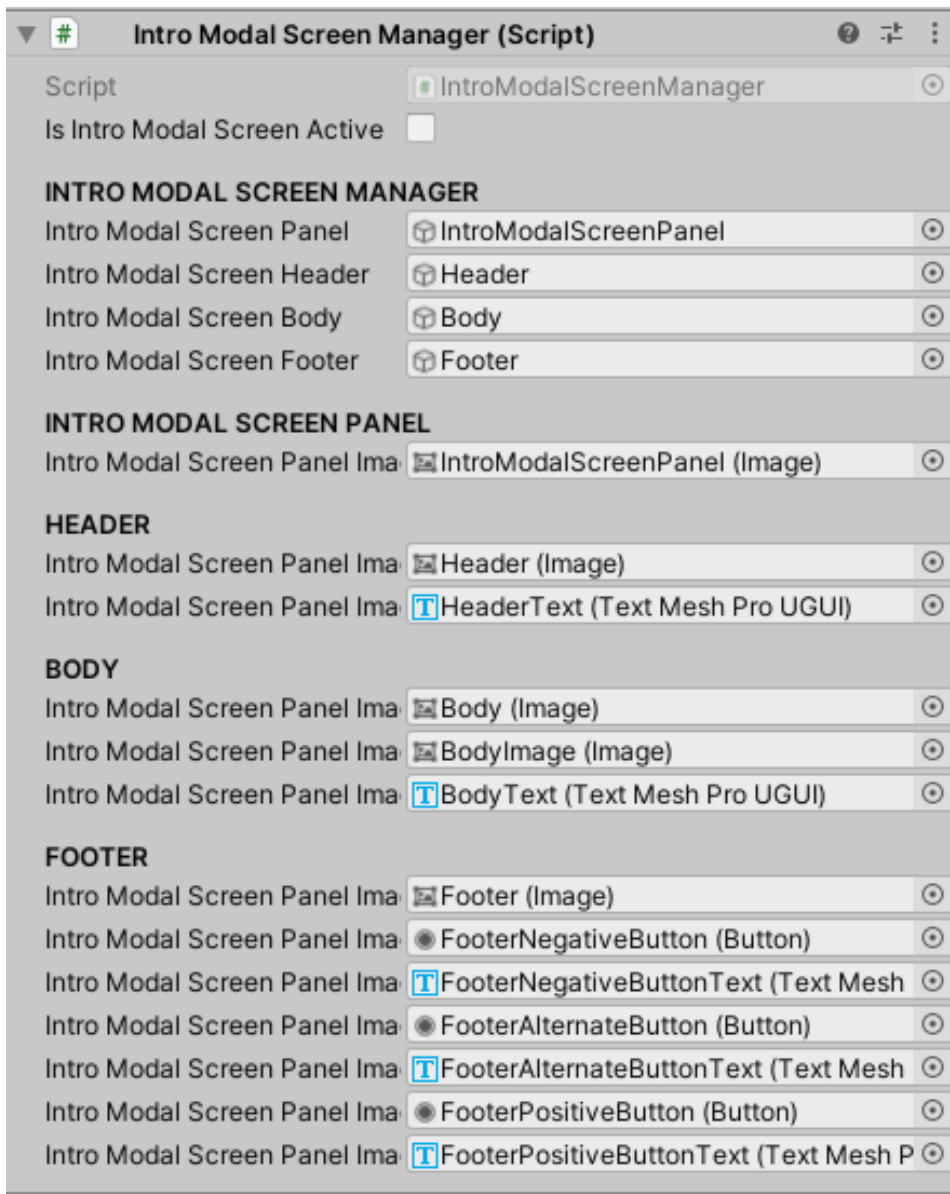 Intro Modal Screen Manager (Script)
Script IntroModalScreenManager
Is Intro Modal Screen Active
INTRO MODAL SCREEN MANAGER
Intro Modal Screen Panel IntroModalScreenPanel
Intro Modal Screen Header Header
Intro Modal Screen Body Body
Intro Modal Screen Footer Footer
INTRO MODAL SCREEN PANEL
Intro Modal Screen Panel Ima IntroModalScreenPanel (Image)
HEADER
Intro Modal Screen Panel Ima Header (Image)
Intro Modal Screen Panel Ima HeaderText (Text Mesh Pro UGUI)
BODY
Intro Modal Screen Panel Ima Body (Image)
Intro Modal Screen Panel Ima BodyImage (Image)
Intro Modal Screen Panel Ima BodyText (Text Mesh Pro UGUI)
FOOTER
Intro Modal Screen Panel Ima Footer (Image)
Intro Modal Screen Panel Ima FooterNegativeButton (Button)
Intro Modal Screen Panel Ima FooterNegativeButtonText (Text Mesh
Intro Modal Screen Panel Ima FooterAlternateButton (Button)
Intro Modal Screen Panel Ima FooterAlternateButtonText (Text Mesh
Intro Modal Screen Panel Ima FooterPositiveButton (Button)
Intro Modal Screen Panel Ima FooterPositiveButtonText (Text Mesh P